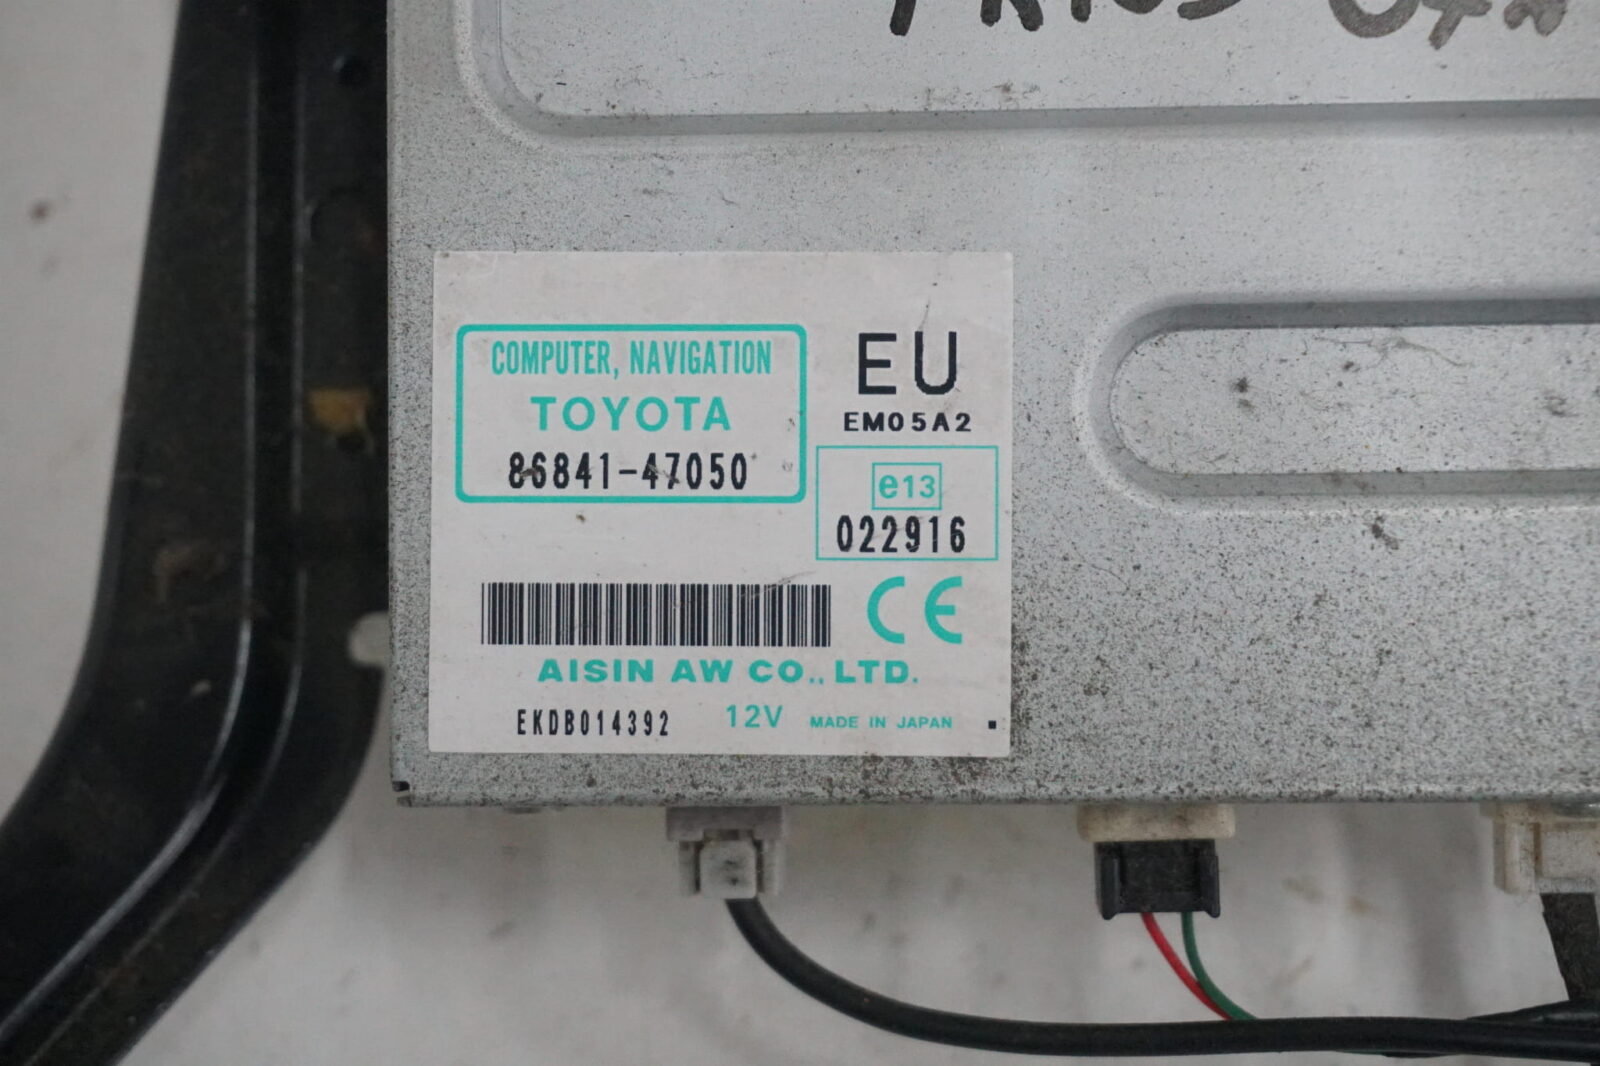 PRIUS
COMPUTER, NAVIGATION
TOYOTA
86841-47050
EU
EM05A2
e13
022916
CE
AISIN AW CO., LTD.
EKDB014392 12V MADE IN JAPAN